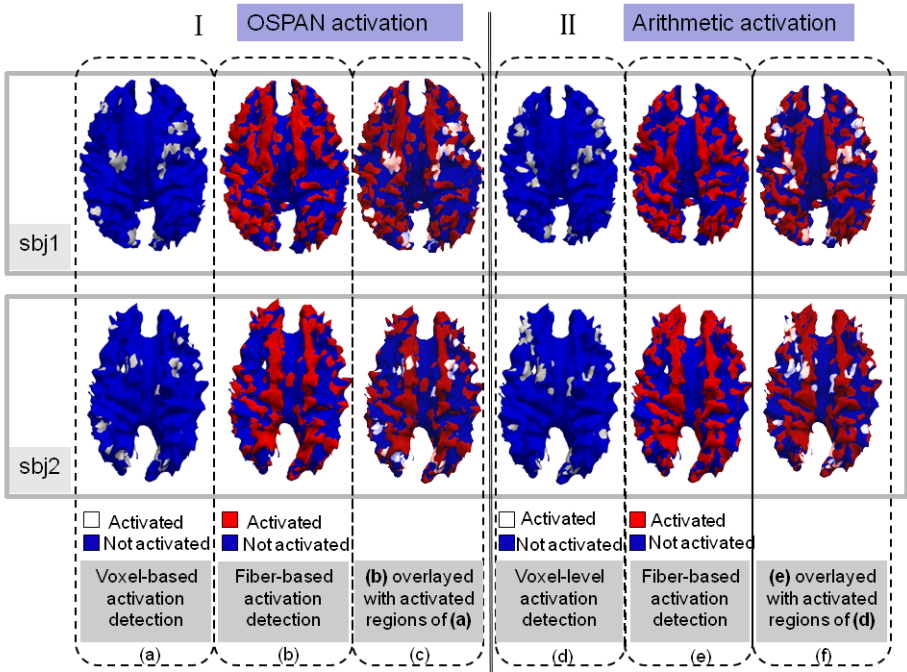 I OSPAN activation II Arithmetic activation
sbj1
sbj2
Activated Activated Activated Activated
Not activated Not activated Not activated Not activated
Voxel-based Fiber-based (b) overlayed Voxel-level Fiber-based (e) overlayed
activation activation with activated activation activation with activated
detection detection regions of (a) detection detection regions of (d)
(a) (b) (c) (d) (e) (f)